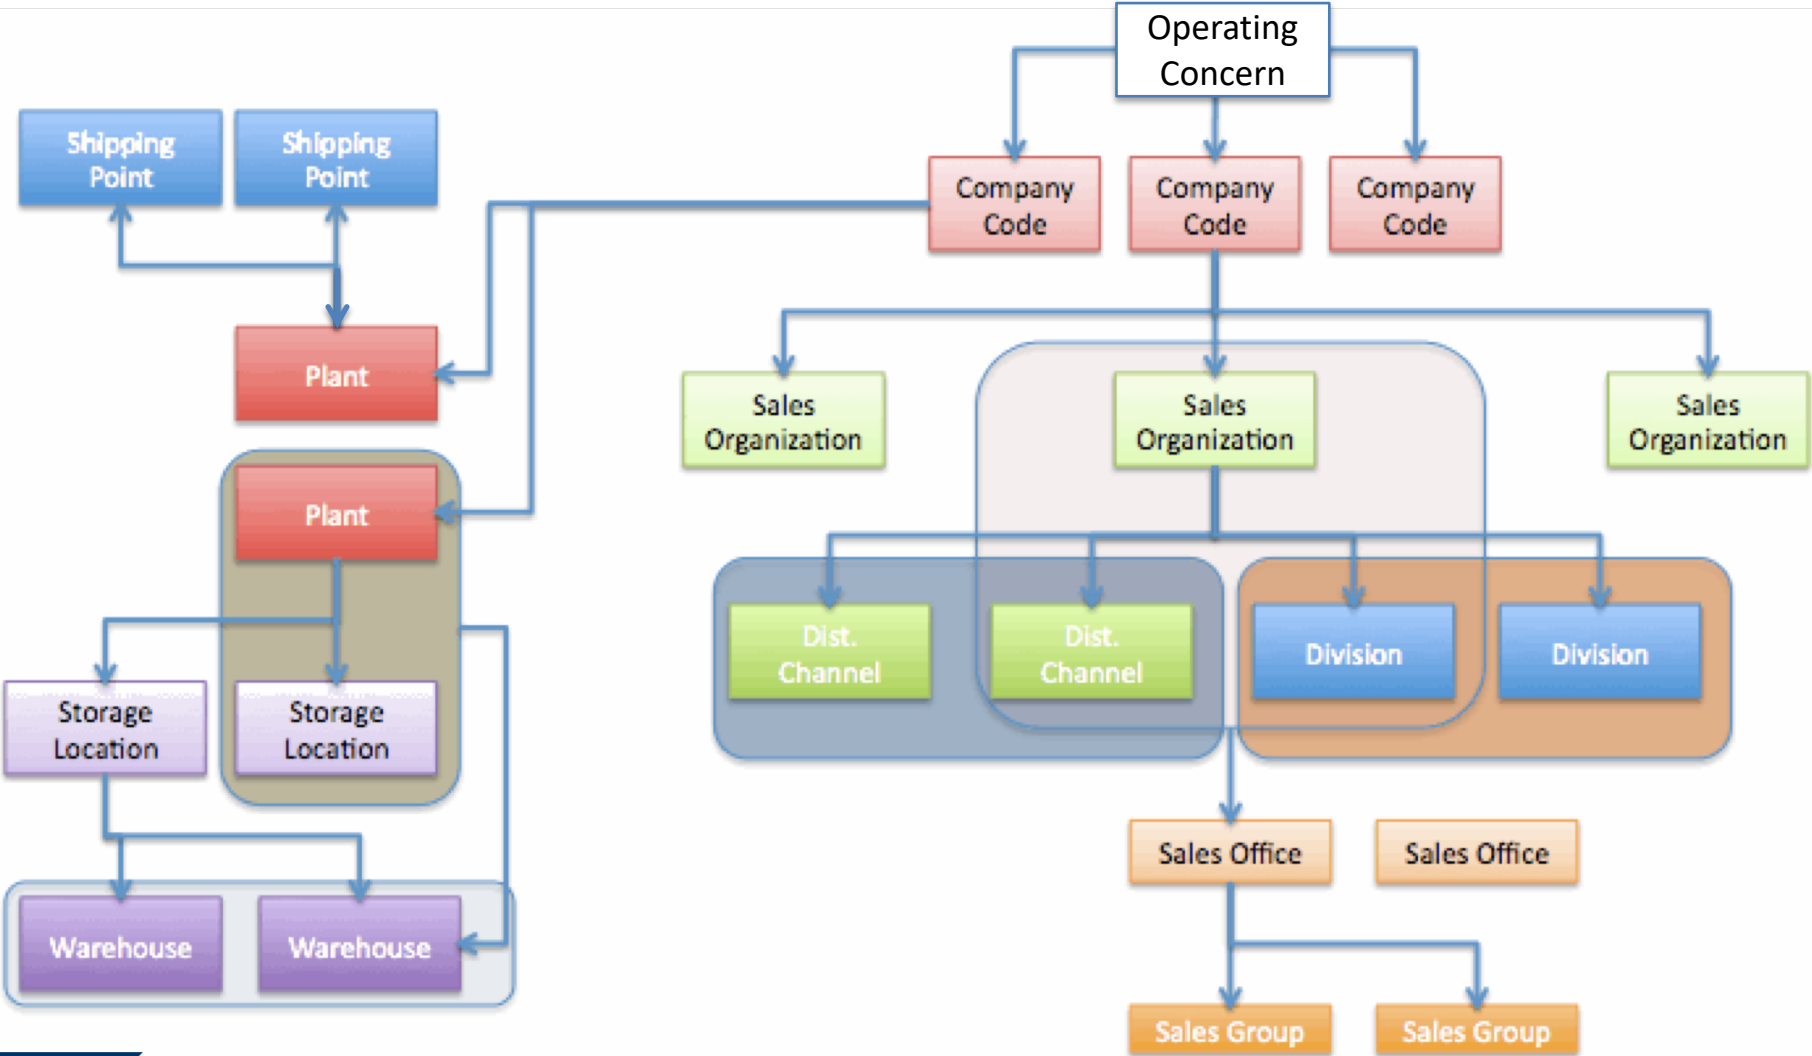 Operating
Concern
Shipping
Point
Shipping
Point
Company
Code
Company
Code
Company
Code
Plant
Sales
Organization
Sales
Organization
Sales
Organization
Plant
Dist.
Channel
Dist.
Channel
Division
Division
Storage
Location
Storage
Location
Sales Office
Sales Office
Warehouse
Warehouse
Sales Group
Sales Group